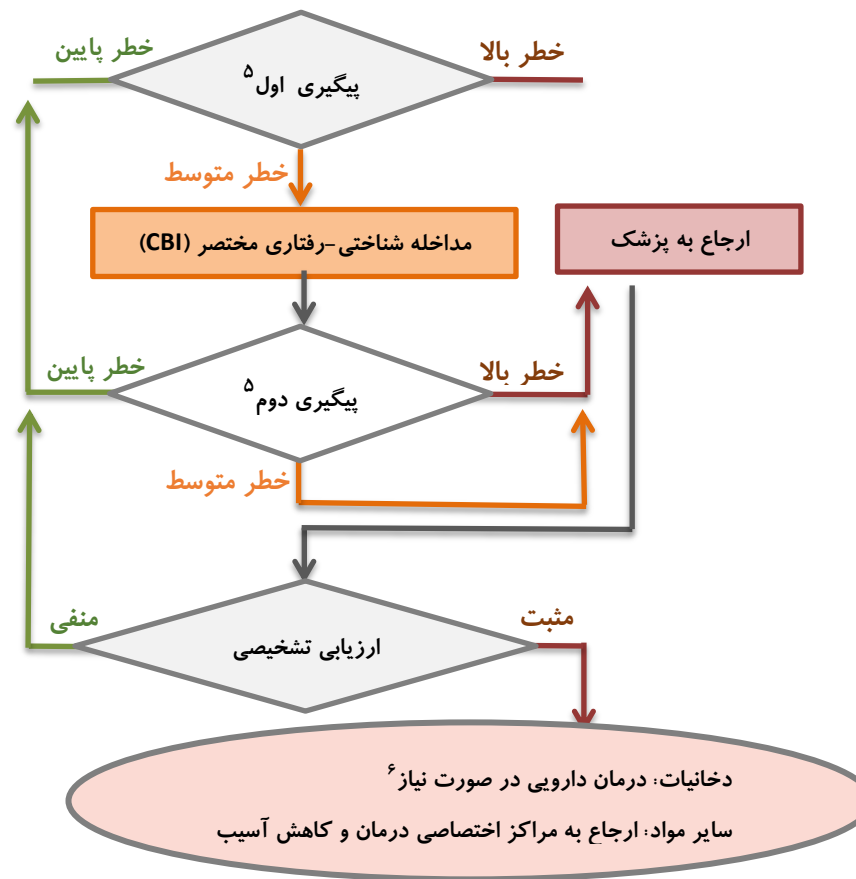 خطر بالا
خطر پایین
پیگیری اول۵
خطر متوسط
مداخله شناختی-رفتاری مختصر (CBI)
ارجاع به پزشک
خطر بالا
خطر پایین
پیگیری دوم۵
خطر متوسط
مثبت
منفی
ارزیابی تشخیصی
دخانیات: درمان دارویی در صورت نیاز۶
سایر مواد: ارجاع به مراکز اختصاصی درمان و کاهش آسیب